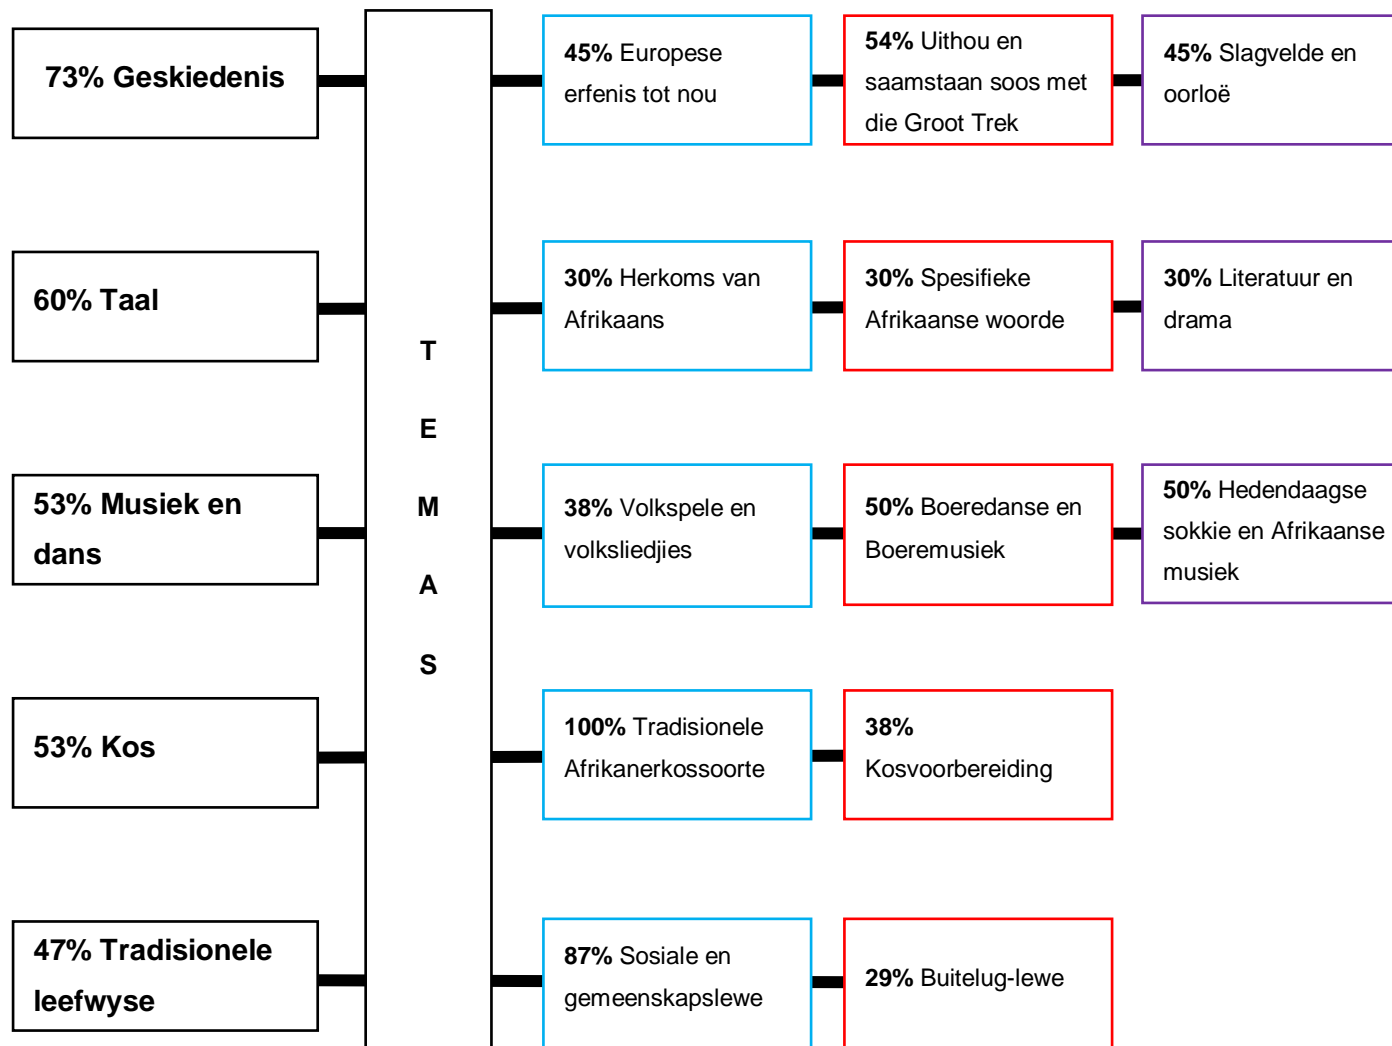 73% Geskiedenis
45% Europese
erfenis tot nou
54% Uithou en
saamstaan soos met
die Groot Trek
45% Slagvelde en
oorloë
60% Taal
30% Herkoms van
Afrikaans
30% Spesifieke
Afrikaanse woorde
30% Literatuur en
drama
T
E
M
A
S
53% Musiek en
dans
38% Volkspele en
volksliedjies
50% Boeredanse en
Boeremusiek
50% Hedendaagse
sokkie en Afrikaanse
musiek
53% Kos
100% Tradisionele
Afrikanerkossoorte
38%
Kosvoorbereiding
47% Tradisionele
leefwyse
87% Sosiale en
gemeenskapslewe
29% Buitelug-lewe